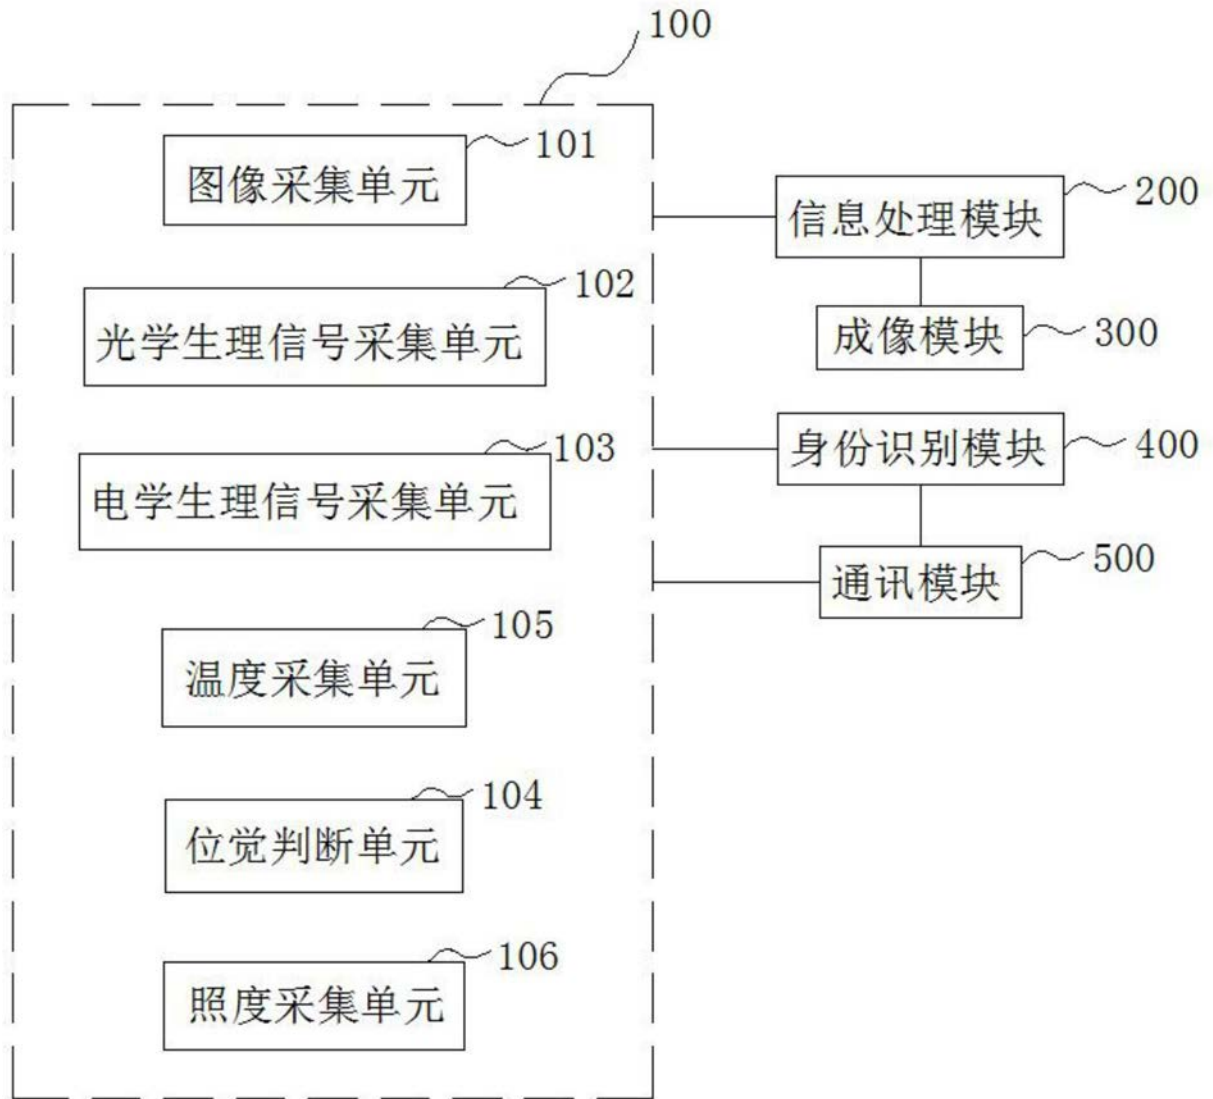 100
101
图像采集单元
102
光学生理信号采集单元
103
电学生理信号采集单元
105
温度采集单元
104
位觉判断单元
106
照度采集单元
200
信息处理模块
300
成像模块
400
身份识别模块
500
通讯模块